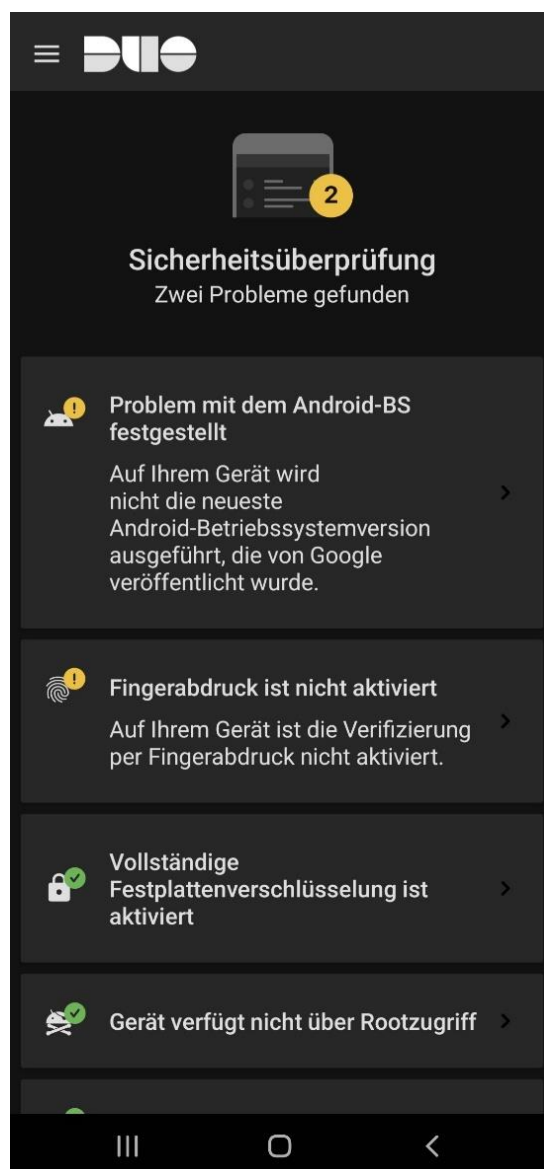 DUO
2
Sicherheitsüberprüfung
Zwei Probleme gefunden
Problem mit dem Android-BS
festgestellt
Auf Ihrem Gerät wird
nicht die neueste
Android-Betriebssystemversion
ausgeführt, die von Google
veröffentlicht wurde.
Fingerabdruck ist nicht aktiviert
Auf Ihrem Gerät ist die Verifizierung
per Fingerabdruck nicht aktiviert.
Vollständige
Festplattenverschlüsselung ist
aktiviert
Gerät verfügt nicht über Rootzugriff